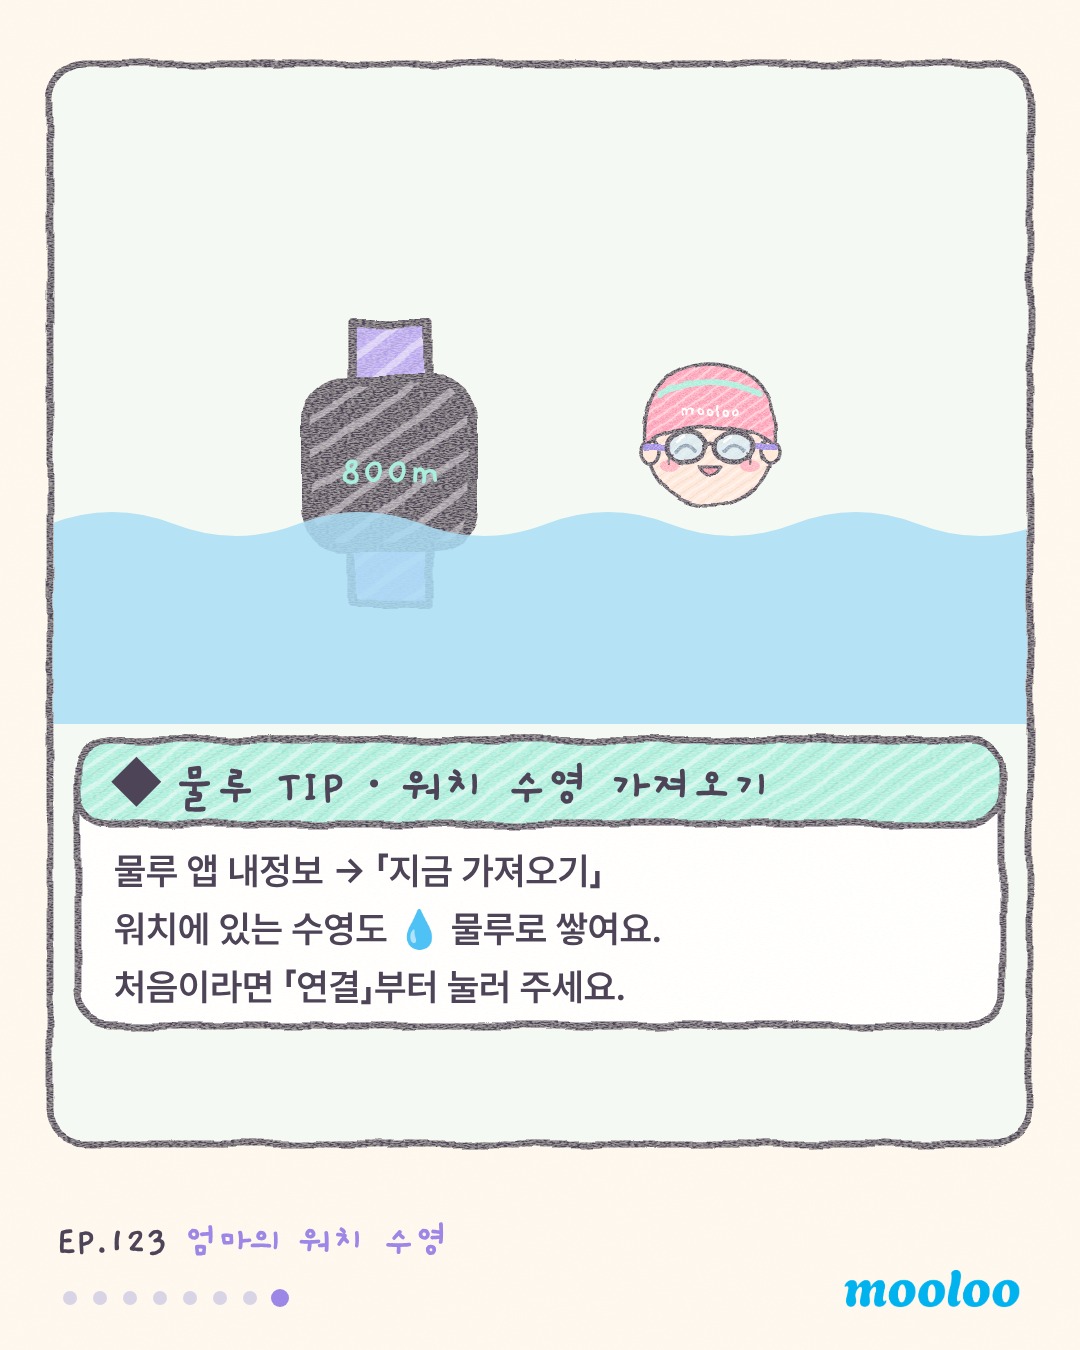 mooloo
800m
◆ 물루 TIP · 워치 수영 가져오기
물루 앱 내정보 → 「지금 가져오기」
워치에 있는 수영도 💧 물루로 쌓여요.
처음이라면 「연결」부터 눌러 주세요.
EP.123 엄마의 워치 수영
mooloo